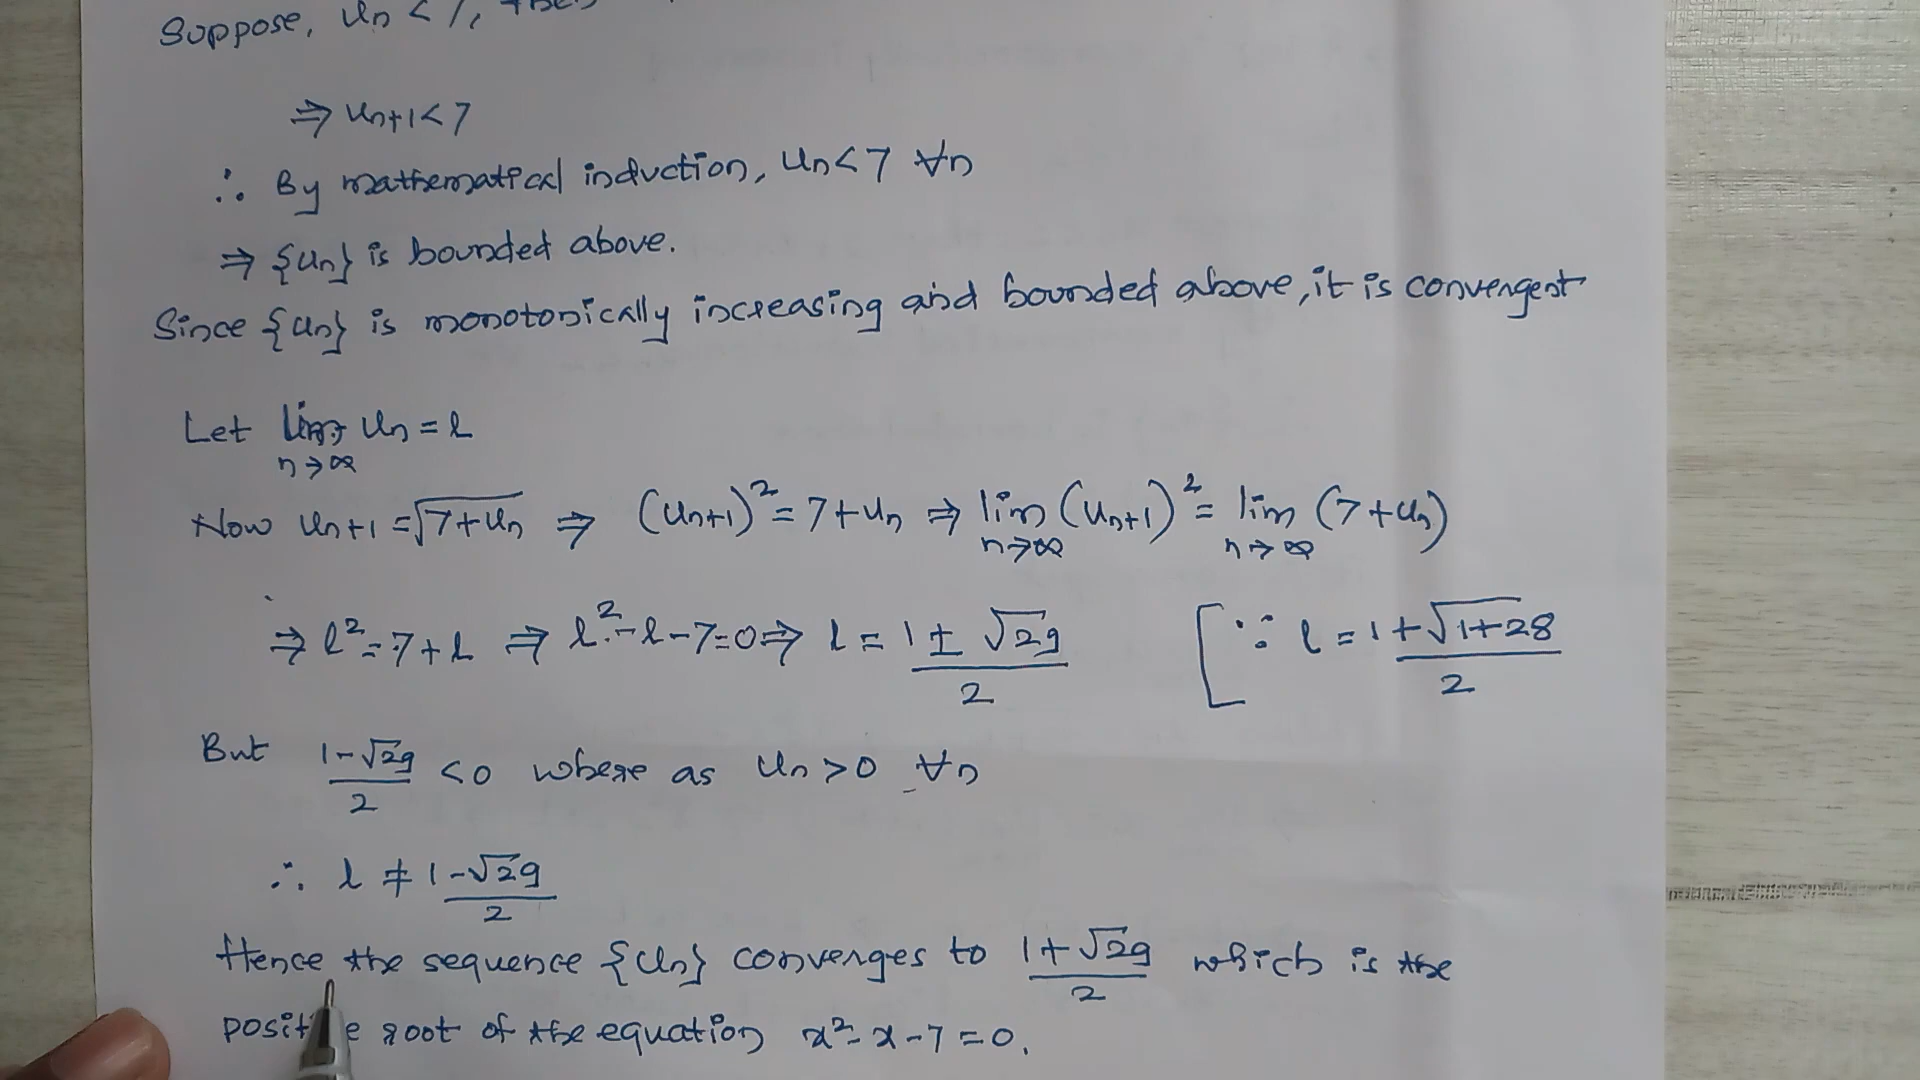 Suppose, un < 7, then
⇒ un+1 < 7
∴ By mathematical induction, un < 7 ∀n
⇒ {un} is bounded above.
Since {un} is monotonically increasing and bounded above, it is convergent
Let lim n→∞ un = l
Now un+1 = √(7+un) ⇒ (un+1)² = 7+un ⇒ lim n→∞ (un+1)² = lim n→∞ (7+un)
⇒ l² = 7+l ⇒ l² - l - 7 = 0 ⇒ l = (1 ± √29)/2 [∵ l = 1+√(1+28)/2
But (1-√29)/2 < 0 where as un > 0 ∀n
∴ l ≠ (1-√29)/2
Hence the sequence {un} converges to (1+√29)/2 which is the
positive root of the equation x² - x - 7 = 0.